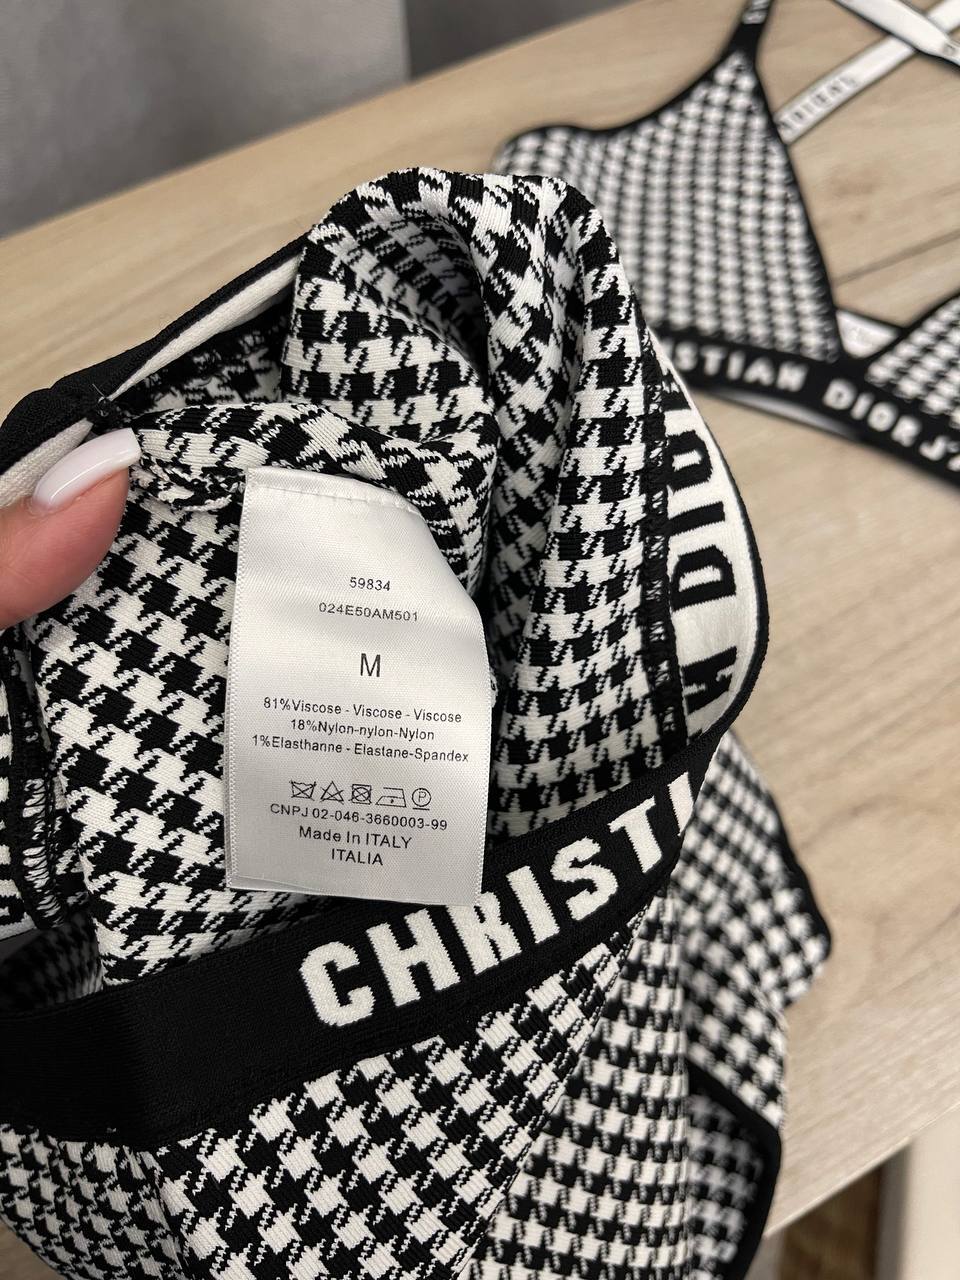 STIAN DIOR J'A
DIOR
59834
024E50AM501
M
81%Viscose - Viscose - Viscose
18%Nylon-nylon-Nylon
1%Elasthanne - Elastane-Spandex
CNPJ 02-046-3660003-99
Made In ITALY
ITALIA
CHRISTI